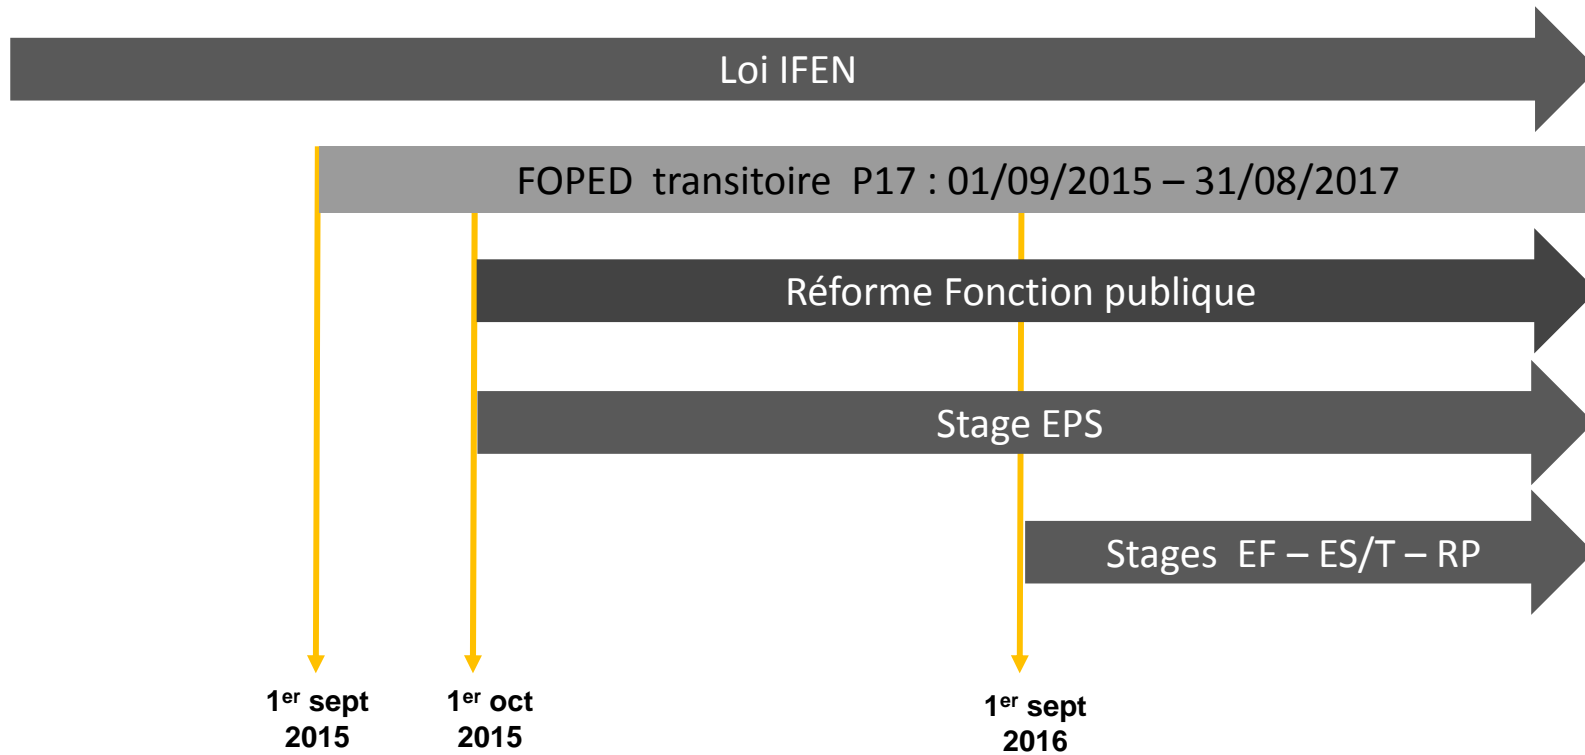 Loi IFEN
FOPED transitoire P17 : 01/09/2015 – 31/08/2017
Réforme Fonction publique
Stage EPS
Stages EF – ES/T – RP
1er sept
2015
1er oct
2015
1er sept
2016